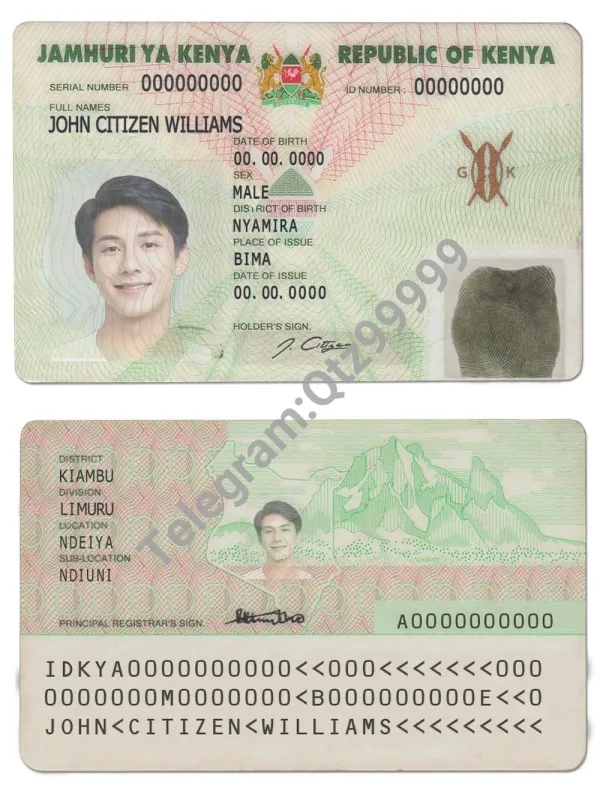 JAMHURI YA KENYA REPUBLIC OF KENYA
SERIAL NUMBER 000000000 ID NUMBER: 00000000
FULL NAMES
JOHN CITIZEN WILLIAMS
DATE OF BIRTH
00. 00. 0000
SEX
MALE
G K
DISTRICT OF BIRTH
NYAMIRA
PLACE OF ISSUE
BIMA
DATE OF ISSUE
00. 00. 0000
HOLDER'S SIGN.
J. Citizen
Telegram:Qtz99999
DISTRICT
KIAMBU
DIVISION
LIMURU
LOCATION
NDEIYA
SUB-LOCATION
NDIUNI
PRINCIPAL REGISTRAR'S SIGN.
A0000000000
IDKYA0000000000<<000<<<<<<<000
0000000M0000000<B000000000E<<0
JOHN<CITIZEN<WILLIAMS<<<<<<<<<